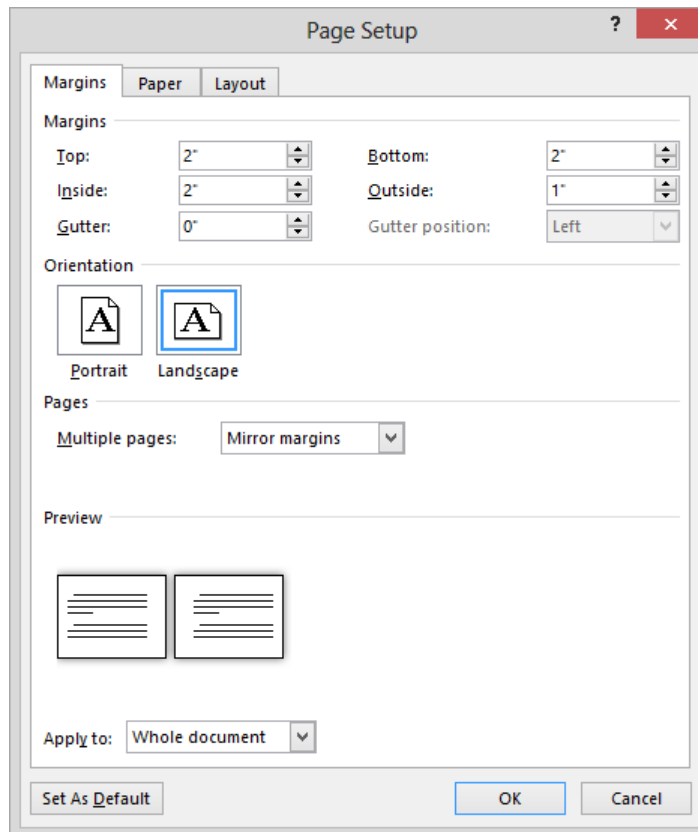 Page Setup ?
Margins Paper Layout
Margins
Top: 2" Bottom: 2"
Inside: 2" Outside: 1"
Gutter: 0" Gutter position: Left
Orientation
A A
Portrait Landscape
Pages
Multiple pages: Mirror margins
Preview
Apply to: Whole document
Set As Default OK Cancel